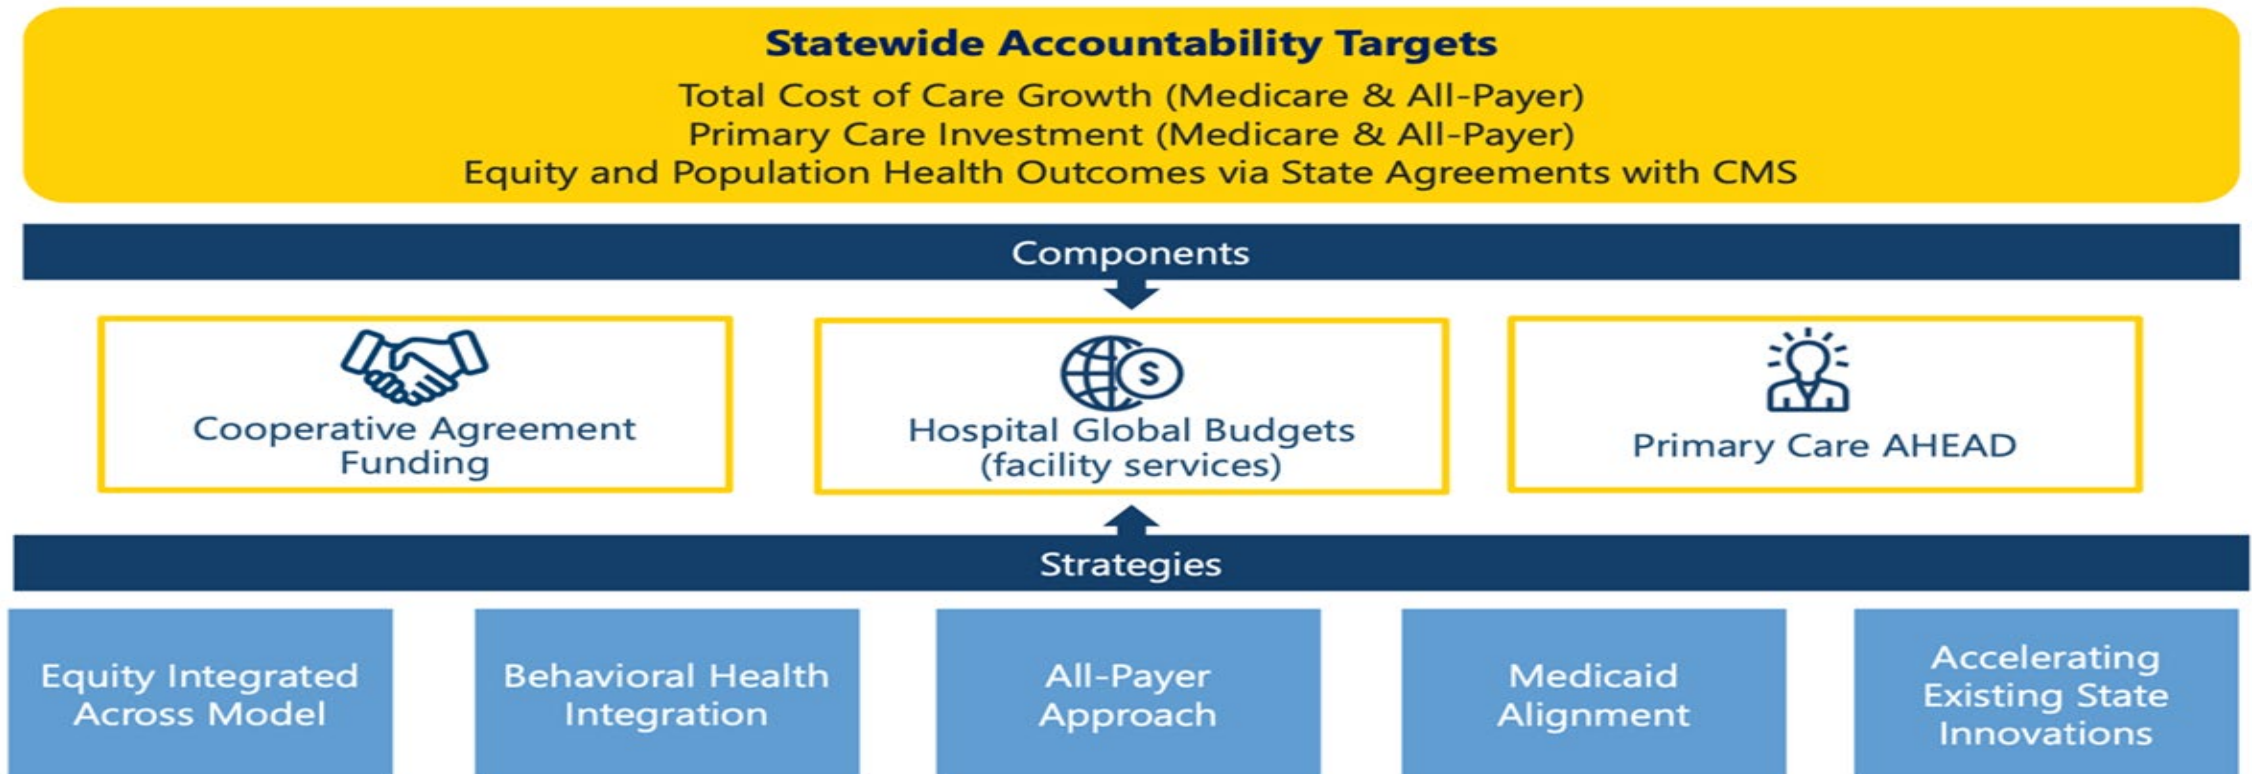 Statewide Accountability Targets
Total Cost of Care Growth (Medicare & All-Payer)
Primary Care Investment (Medicare & All-Payer)
Equity and Population Health Outcomes via State Agreements with CMS
Components
Cooperative Agreement
Funding
$
Hospital Global Budgets
(facility services)
Primary Care AHEAD
Strategies
Equity Integrated
Across Model
Behavioral Health
Integration
All-Payer
Approach
Medicaid
Alignment
Accelerating
Existing State
Innovations